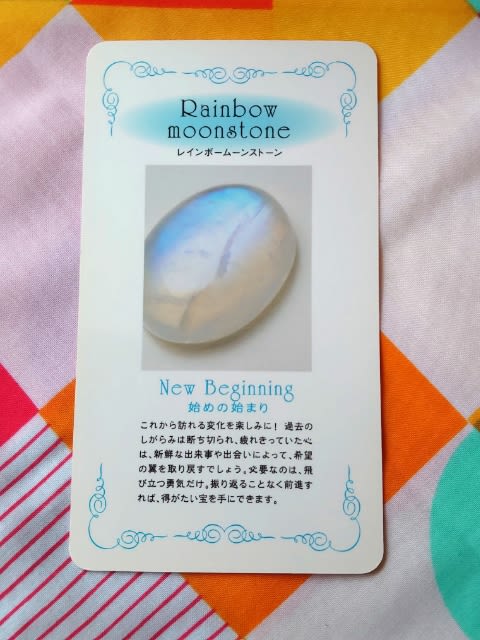 Rainbow
moonstone
レインボームーンストーン
New Beginning
始めの始まり
これから訪れる変化を楽しみに! 過去の
しがらみは断ち切られ、疲れきっていた心
は、新鮮な出来事や出会いによって、希望
の翼を取り戻すでしょう。必要なのは、飛
び立つ勇気だけ。振り返ることなく前進す
れば、得がたい宝を手にできます。